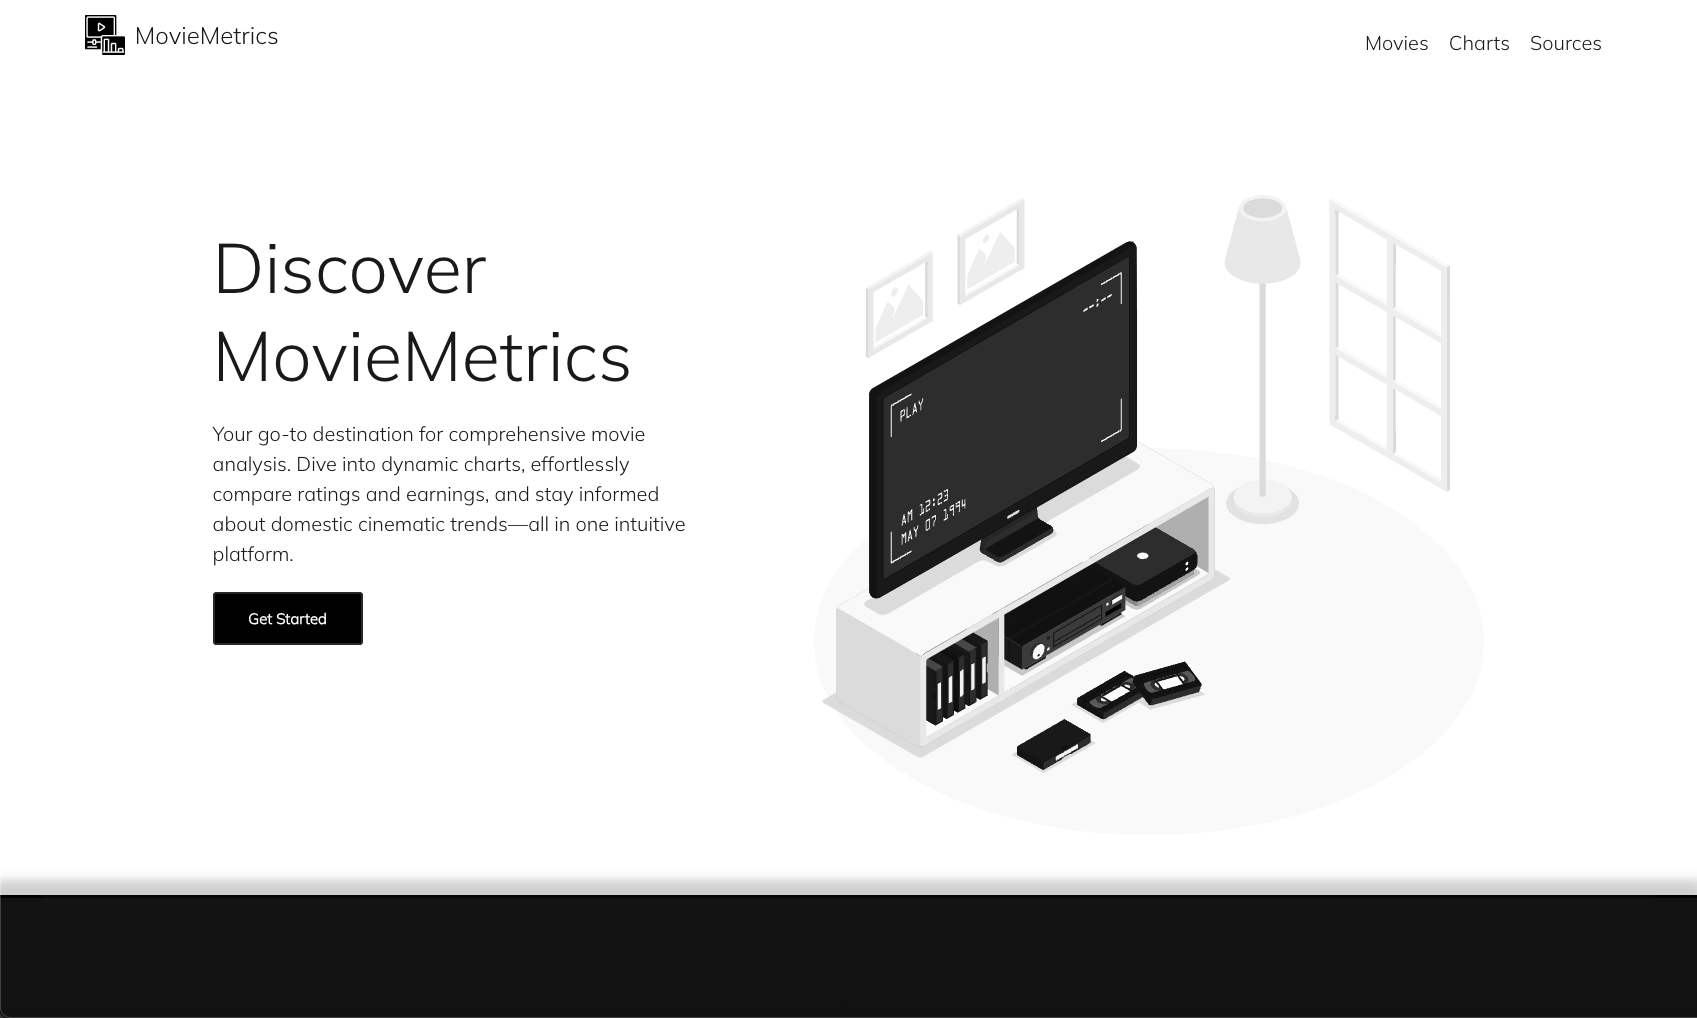 MovieMetrics
Movies Charts Sources
Discover
MovieMetrics
Your go-to destination for comprehensive movie
analysis. Dive into dynamic charts, effortlessly
compare ratings and earnings, and stay informed
about domestic cinematic trends—all in one intuitive
platform.
Get Started
--:--
PLAY
AM 12:23
MAY 07 1994